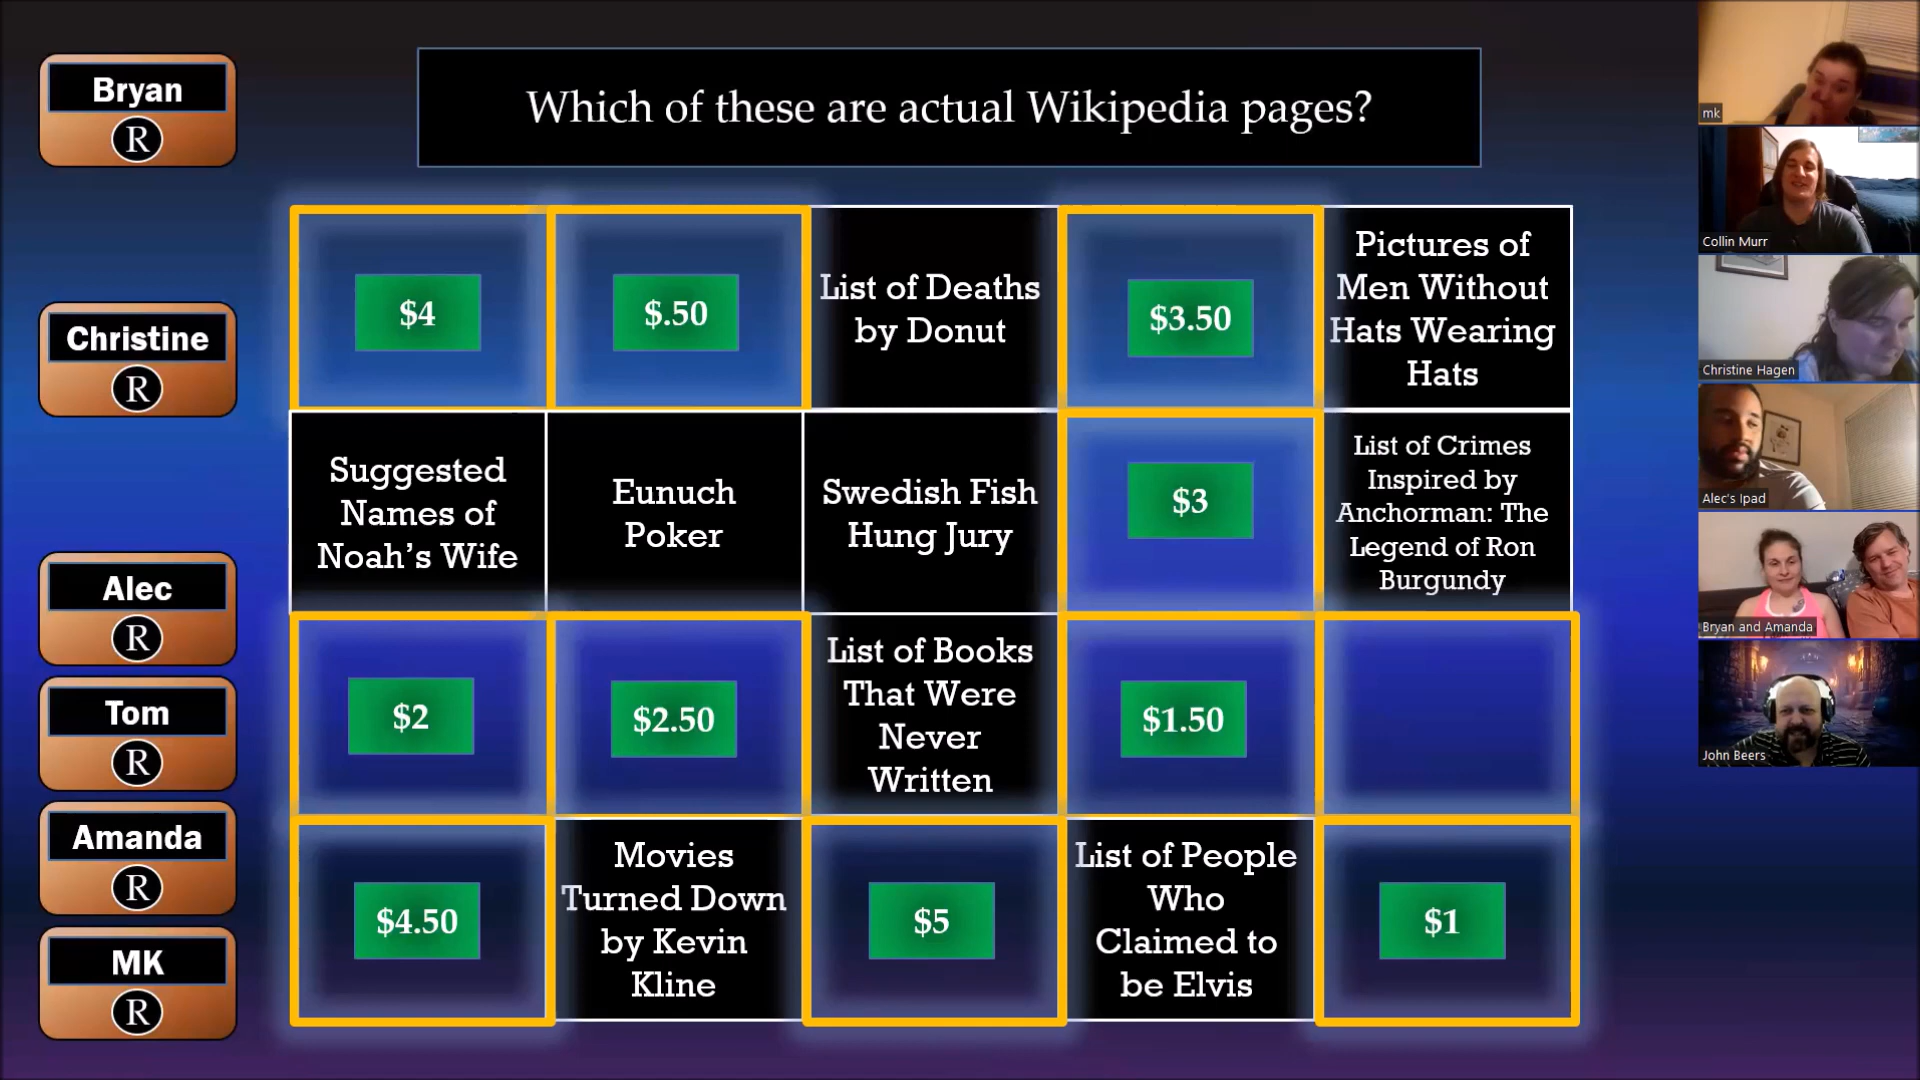 Which of these are actual Wikipedia pages?
Bryan
R
Christine
R
Alec
R
Tom
R
Amanda
R
MK
R
$4
$.50
List of Deaths
by Donut
$3.50
Pictures of
Men Without
Hats Wearing
Hats
Suggested
Names of
Noah's Wife
Eunuch
Poker
Swedish Fish
Hung Jury
$3
List of Crimes
Inspired by
Anchorman: The
Legend of Ron
Burgundy
$2
$2.50
List of Books
That Were
Never
Written
$1.50
$4.50
Movies
Turned Down
by Kevin
Kline
$5
List of People
Who
Claimed to
be Elvis
$1
mk
Collin Murr
Christine Hagen
Alec's Ipad
Bryan and Amanda
John Beers